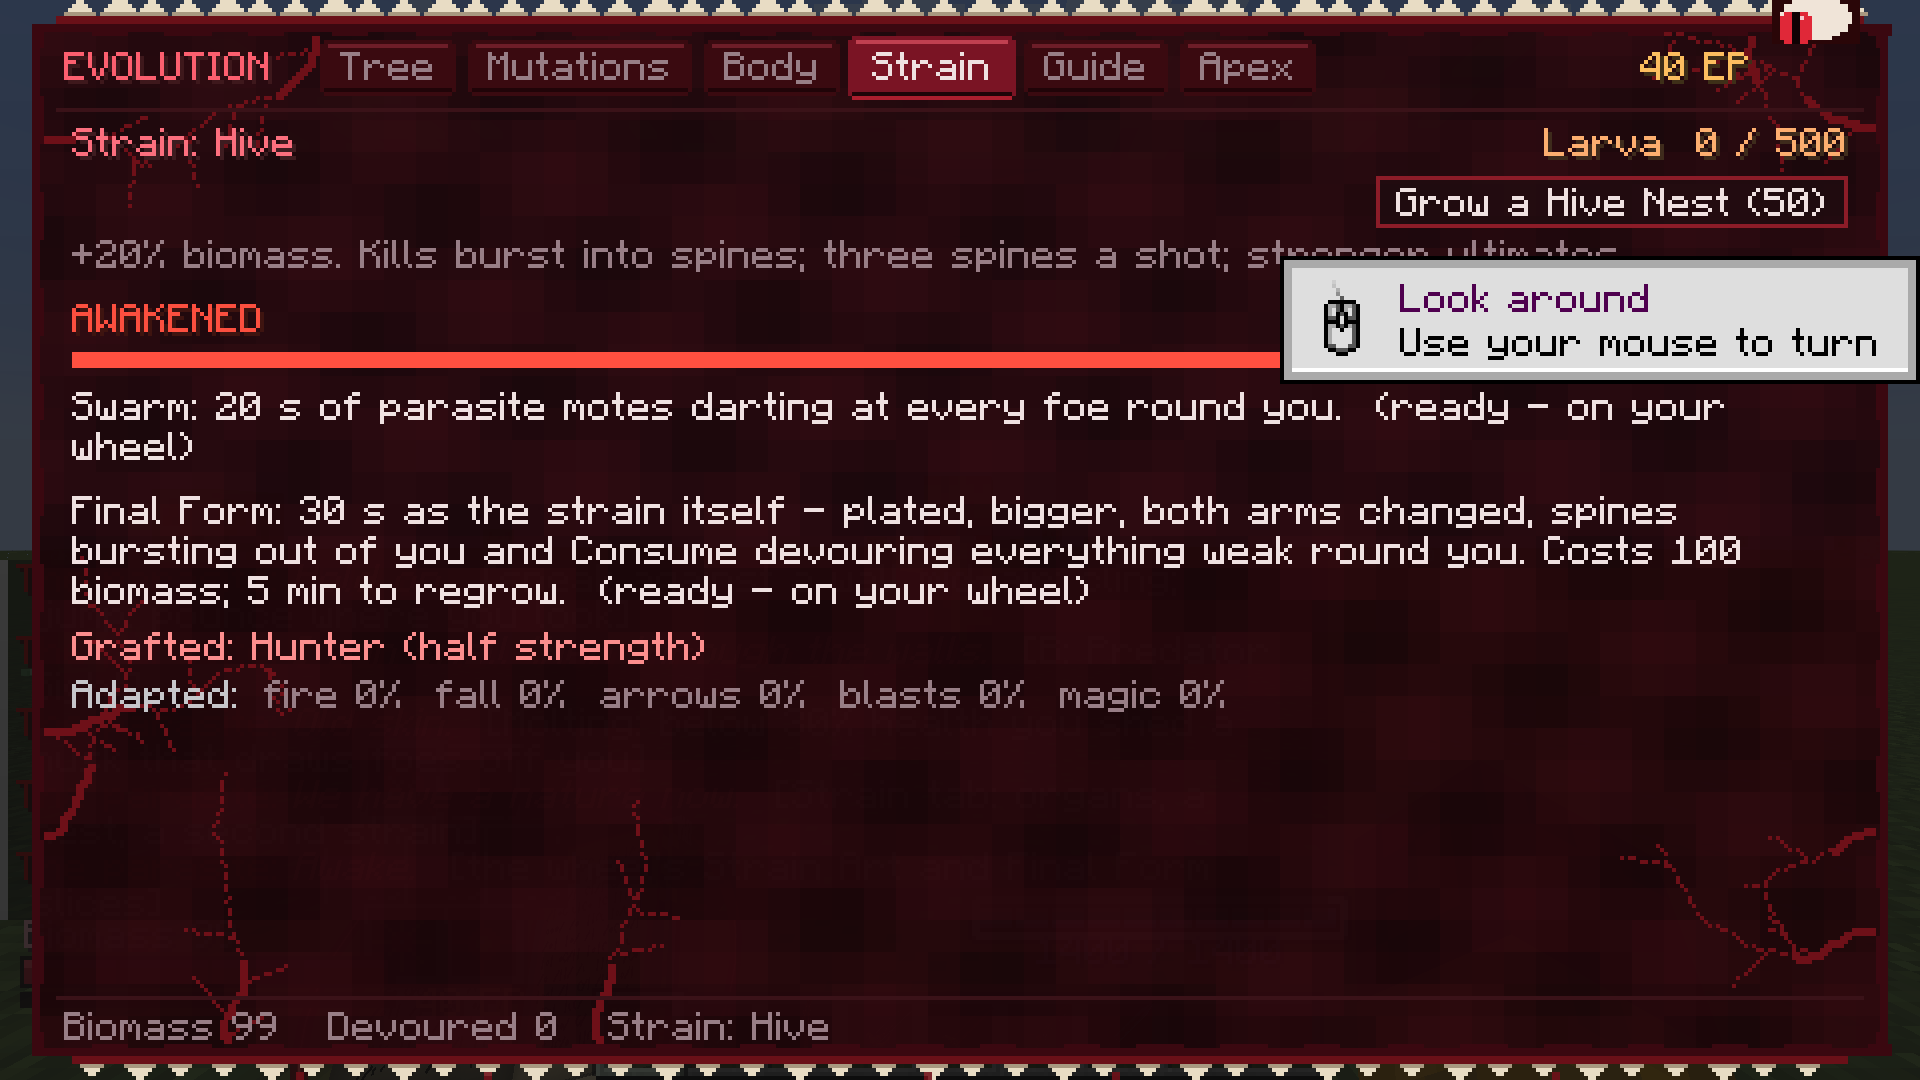 EVOLUTION Tree Mutations Body Strain Guide Apex 40 EP
Strain: Hive Larva 0 / 500
Grow a Hive Nest (50)
+20% biomass. Kills burst into spines; three spines a shot; stronger ultimates
AWAKENED
Look around
Use your mouse to turn
Swarm: 20 s of parasite motes darting at every foe round you. (ready - on your
wheel)
Final Form: 30 s as the strain itself - plated, bigger, both arms changed, spines
bursting out of you and Consume devouring everything weak round you. Costs 100
biomass; 5 min to regrow. (ready - on your wheel)
Grafted: Hunter (half strength)
Adapted: fire 0% fall 0% arrows 0% blasts 0% magic 0%
Biomass 99 Devoured 0 Strain: Hive